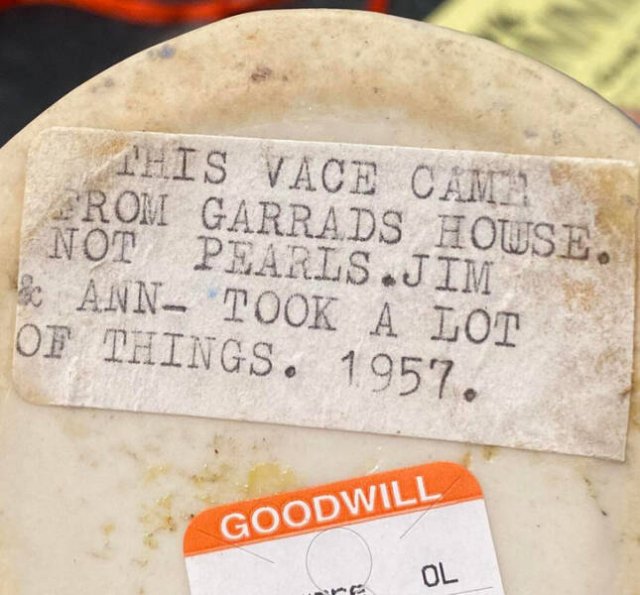 THIS VACE CAME
FROM GARRADS HOUSE.
NOT PEARLS.JIM
& ANN- TOOK A LOT
OF THINGS. 1957.
GOODWILL
OL